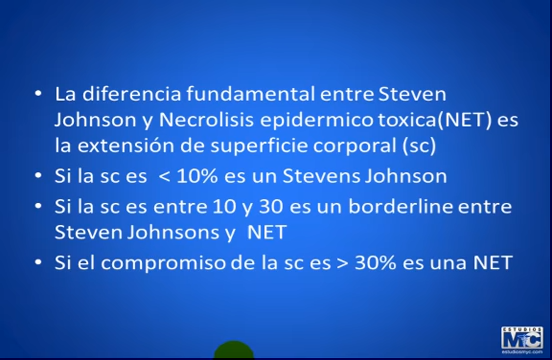 • La diferencia fundamental entre Steven
Johnson y Necrolisis epidermico toxica(NET) es
la extensión de superficie corporal (sc)
• Si la sc es < 10% es un Stevens Johnson
• Si la sc es entre 10 y 30 es un borderline entre
Steven Johnsons y NET
• Si el compromiso de la sc es > 30% es una NET
ESTUDIOS
MyC
estudiosmyc.com